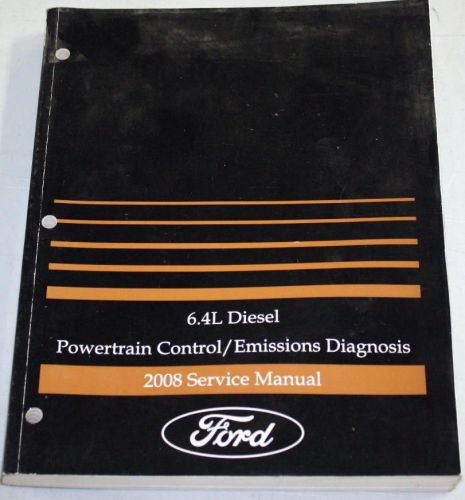 6.4L Diesel
Powertrain Control/Emissions Diagnosis
2008 Service Manual
Ford